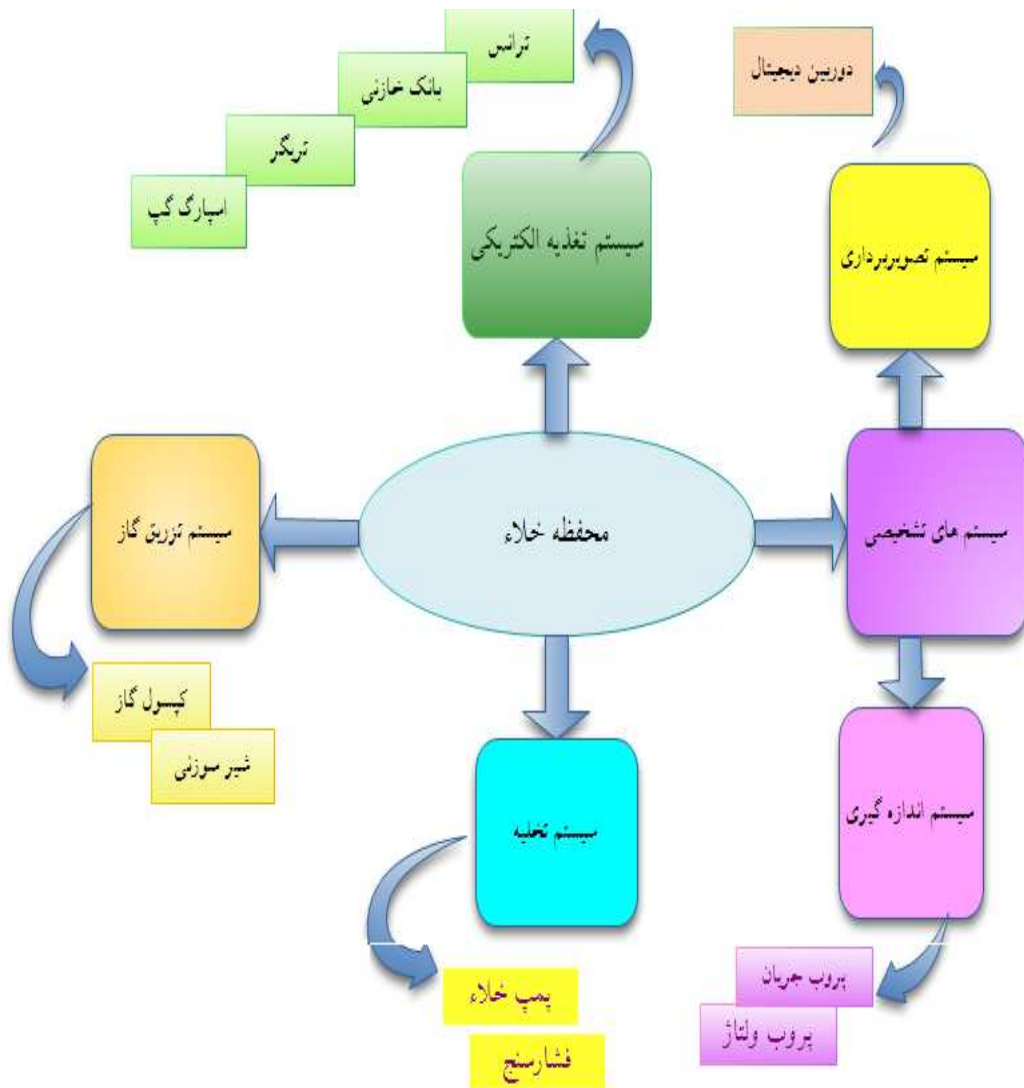 ترانس
بانک خازنی
تریگر
اسپارگ گپ
سیستم تغذیه الکتریکی
دوربین دیجیتال
سیستم تصویربرداری
سیستم های تشخیصی
محفظه خلاء
سیستم تزریق گاز
کپسول گاز
شیر سوزنی
سیستم تخلیه
پمپ خلاء
فشارسنج
سیستم اندازه گیری
پروب جریان
پروب ولتاژ